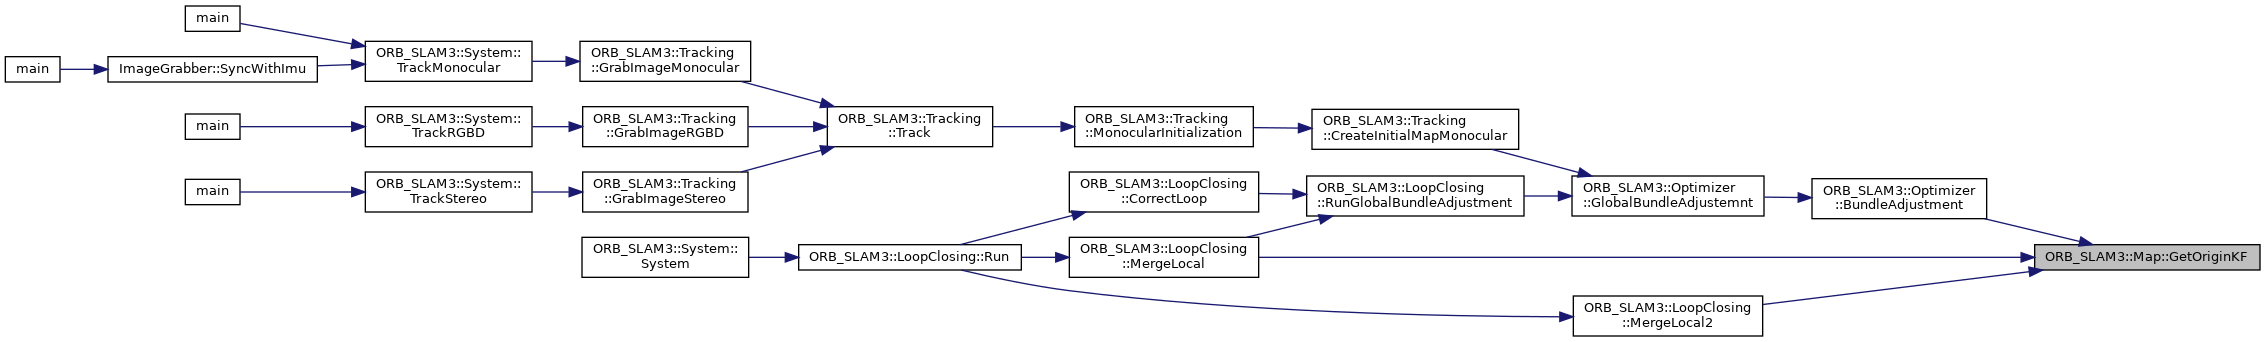 main
main
ImageGrabber::SyncWithImu
ORB_SLAM3::System::
TrackMonocular
ORB_SLAM3::Tracking
::GrabImageMonocular
main
ORB_SLAM3::System::
TrackRGBD
ORB_SLAM3::Tracking
::GrabImageRGBD
ORB_SLAM3::Tracking
::Track
ORB_SLAM3::Tracking
::MonocularInitialization
ORB_SLAM3::Tracking
::CreateInitialMapMonocular
main
ORB_SLAM3::System::
TrackStereo
ORB_SLAM3::Tracking
::GrabImageStereo
ORB_SLAM3::LoopClosing
::CorrectLoop
ORB_SLAM3::LoopClosing
::RunGlobalBundleAdjustment
ORB_SLAM3::Optimizer
::GlobalBundleAdjustemnt
ORB_SLAM3::Optimizer
::BundleAdjustment
ORB_SLAM3::System::
System
ORB_SLAM3::LoopClosing::Run
ORB_SLAM3::LoopClosing
::MergeLocal
ORB_SLAM3::Map::GetOriginKF
ORB_SLAM3::LoopClosing
::MergeLocal2